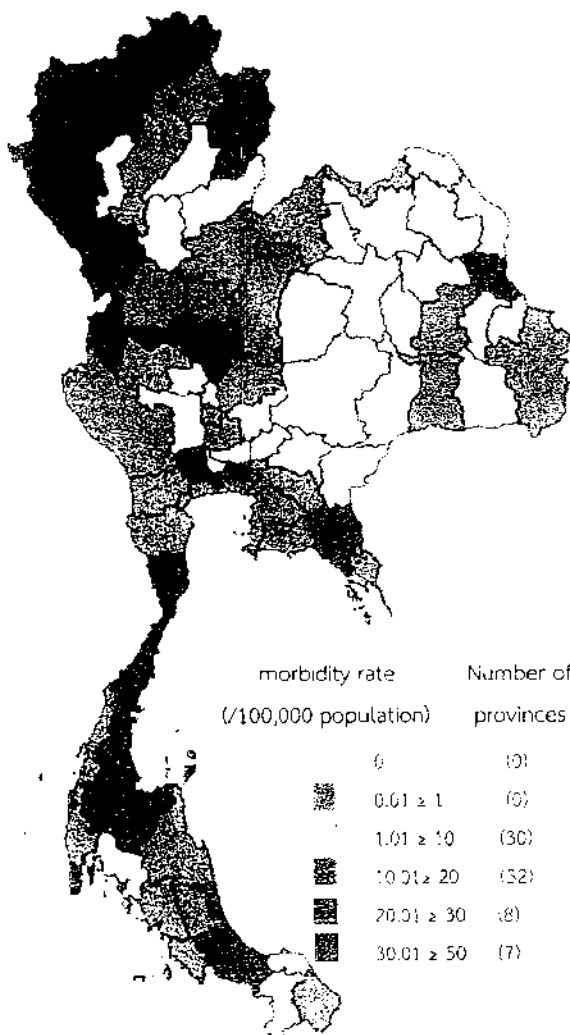 morbidity rate Number of
(/100,000 population) provinces
0 (0)
0.01 ≥ 1 (0)
1.01 ≥ 10 (30)
10.01 ≥ 20 (32)
20.01 ≥ 30 (8)
30.01 ≥ 50 (7)